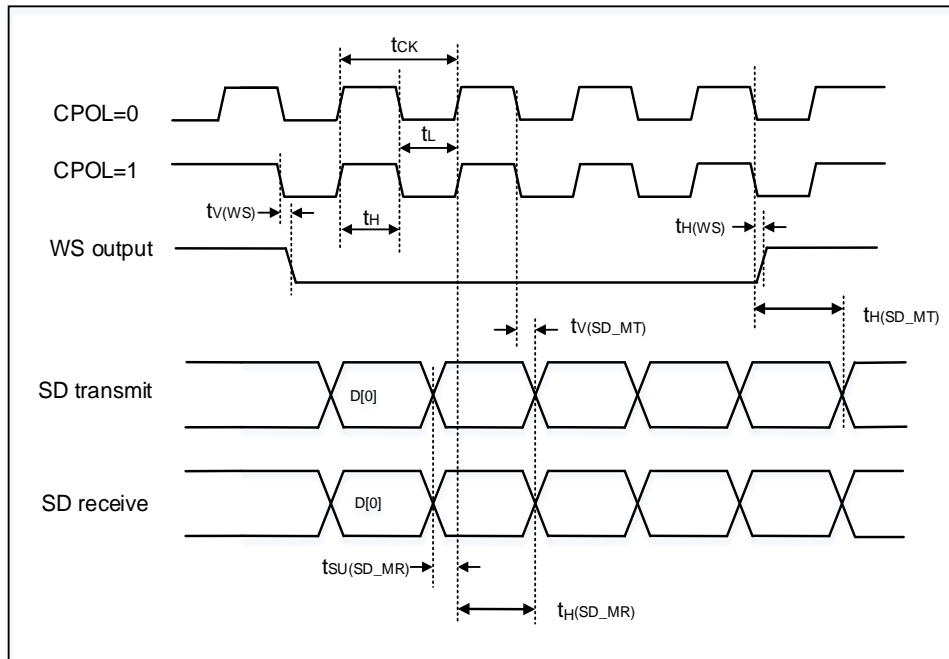 tCK
CPOL=0
tL
CPOL=1
tV(WS)
tH
tH(WS)
WS output
tV(SD_MT)
tH(SD_MT)
SD transmit
D[0]
SD receive
D[0]
tSU(SD_MR)
tH(SD_MR)